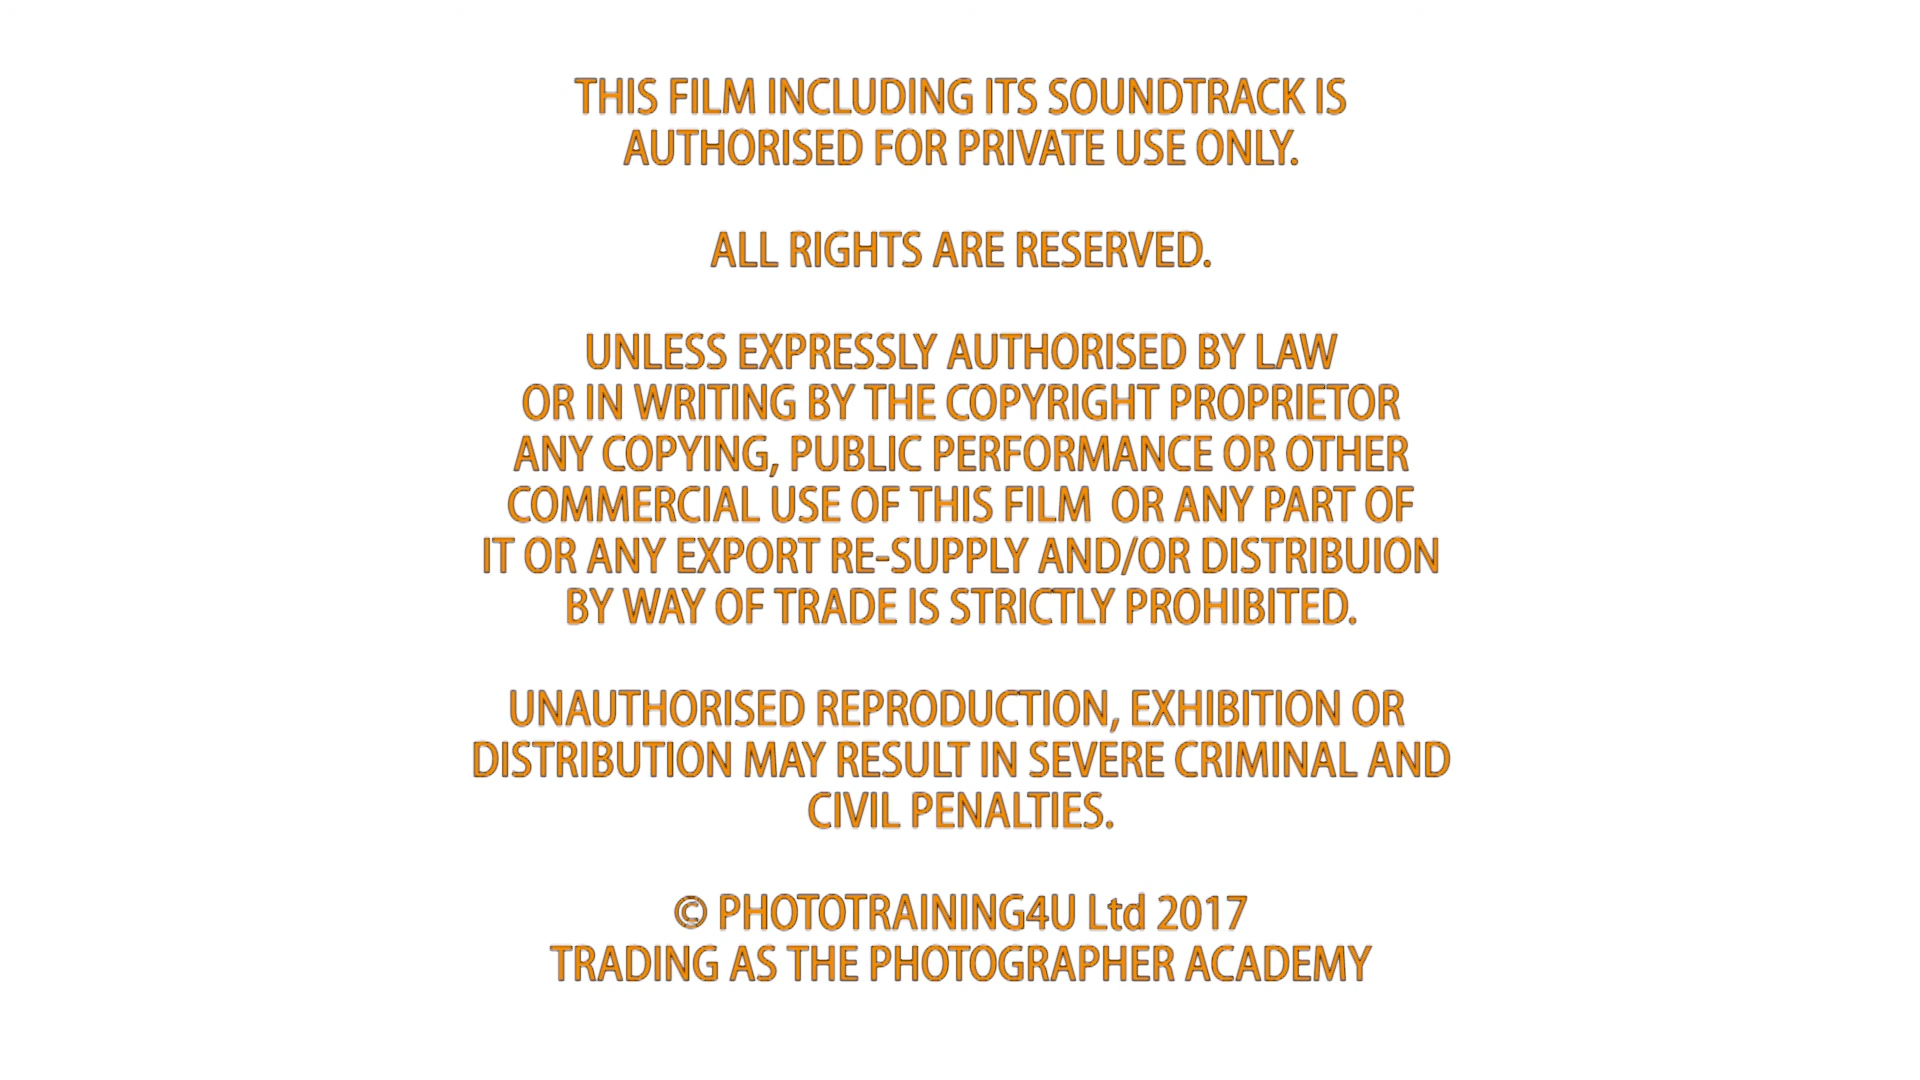 THIS FILM INCLUDING ITS SOUNDTRACK IS
AUTHORISED FOR PRIVATE USE ONLY.
ALL RIGHTS ARE RESERVED.
UNLESS EXPRESSLY AUTHORISED BY LAW
OR IN WRITING BY THE COPYRIGHT PROPRIETOR
ANY COPYING, PUBLIC PERFORMANCE OR OTHER
COMMERCIAL USE OF THIS FILM  OR ANY PART OF
IT OR ANY EXPORT RE-SUPPLY AND/OR DISTRIBUION
BY WAY OF TRADE IS STRICTLY PROHIBITED.
UNAUTHORISED REPRODUCTION, EXHIBITION OR
DISTRIBUTION MAY RESULT IN SEVERE CRIMINAL AND
CIVIL PENALTIES.
© PHOTOTRAINING4U Ltd 2017
TRADING AS THE PHOTOGRAPHER ACADEMY